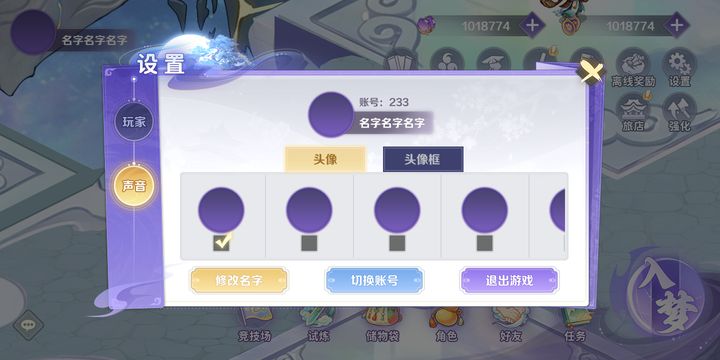 名字名字名字
1018774
1018774
设置
离线奖励
设置
旅店
强化
玩家
声音
账号：233
名字名字名字
头像
头像框
修改名字
切换账号
退出游戏
入梦
竞技场
试炼
储物袋
角色
好友
任务